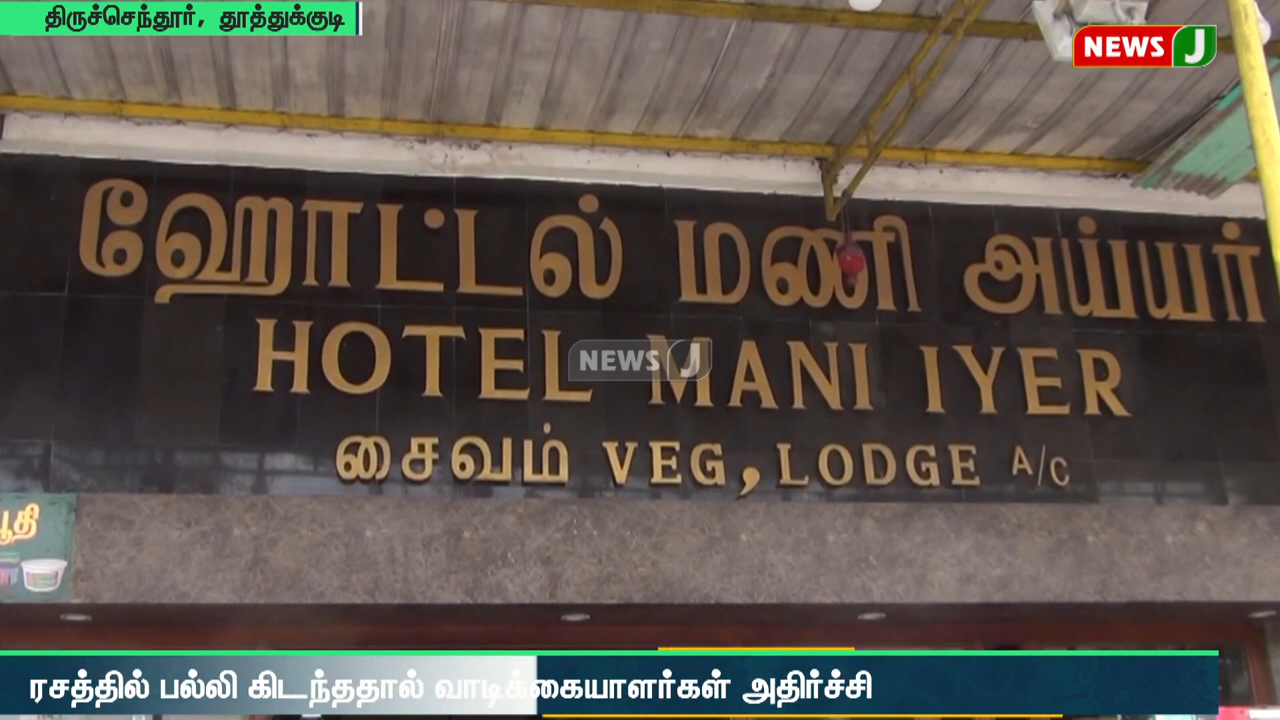 திருச்செந்தூர், தூத்துக்குடி
NEWS J
ஹோட்டல் மணி அய்யர்
HOTEL MANI IYER
NEWS J
சைவம் VEG, LODGE A/C
பூதி
ரசத்தில் பல்லி கிடந்ததால் வாடிக்கையாளர்கள் அதிர்ச்சி